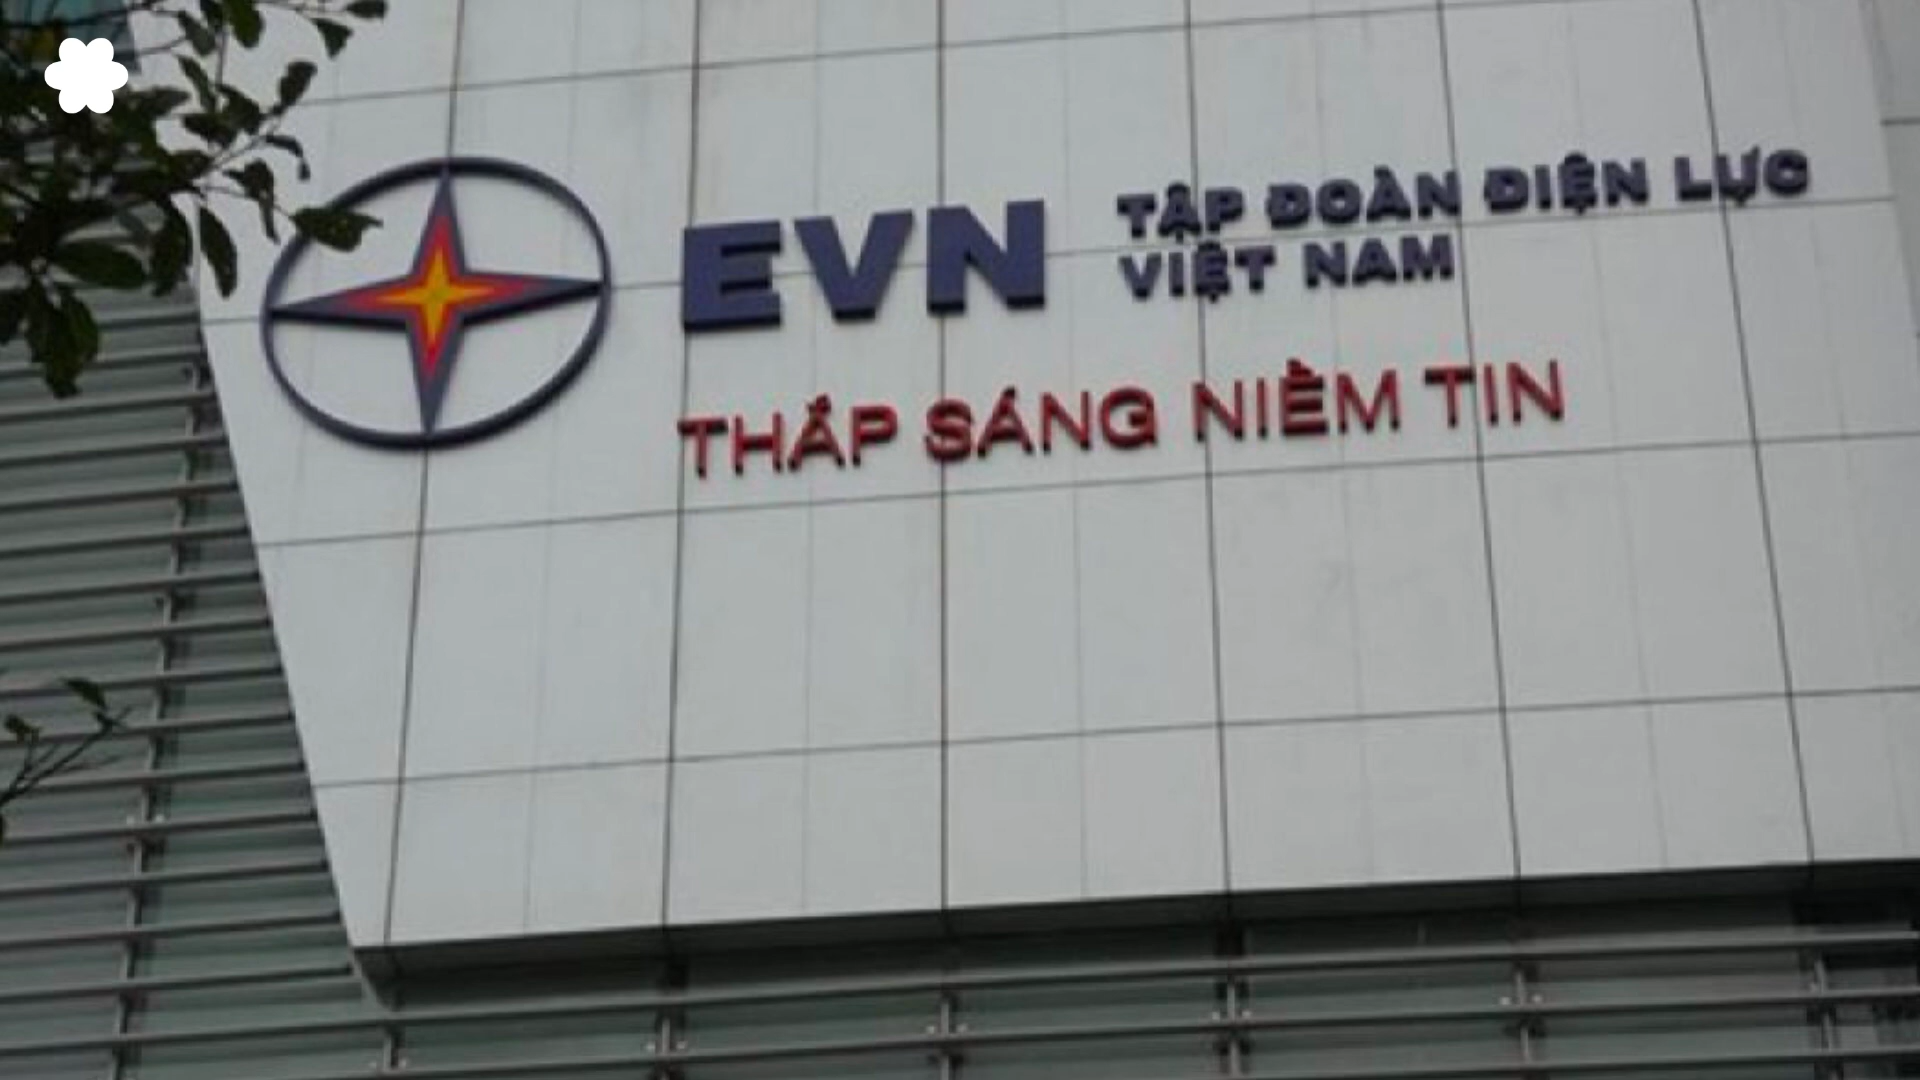 EVN TẬP ĐOÀN ĐIỆN LỰC
VIỆT NAM
THẮP SÁNG NIỀM TIN